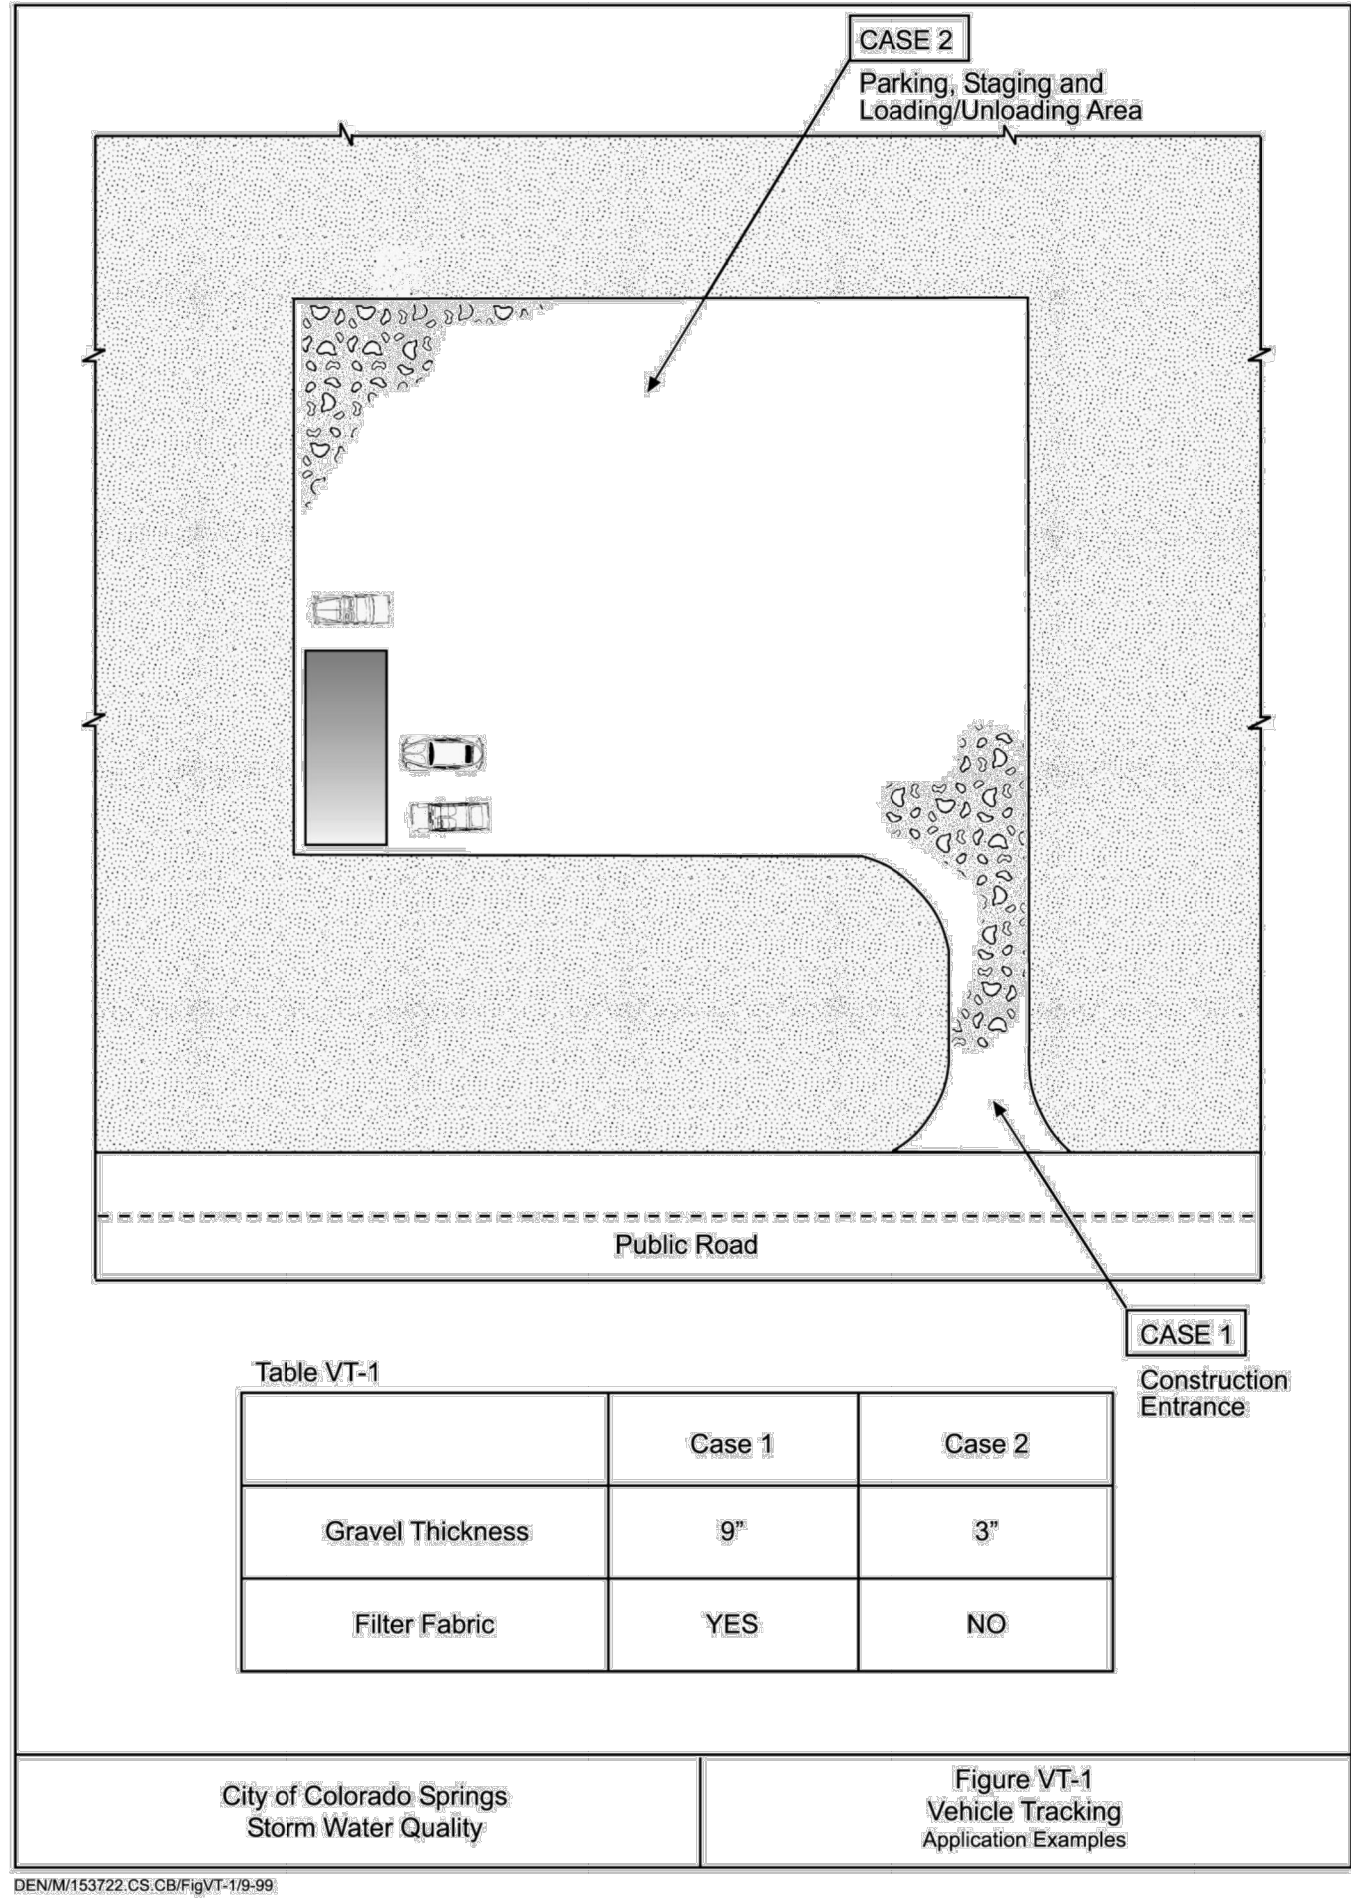 CASE 2
Parking, Staging and
Loading/Unloading Area
Public Road
CASE 1
Construction
Entrance
Table VT-1
Case 1 Case 2
Gravel Thickness 9” 3”
Filter Fabric YES NO
City of Colorado Springs
Storm Water Quality
Figure VT-1
Vehicle Tracking
Application Examples
DEN/M/153722.CS.CB/FigVT-1/9-99